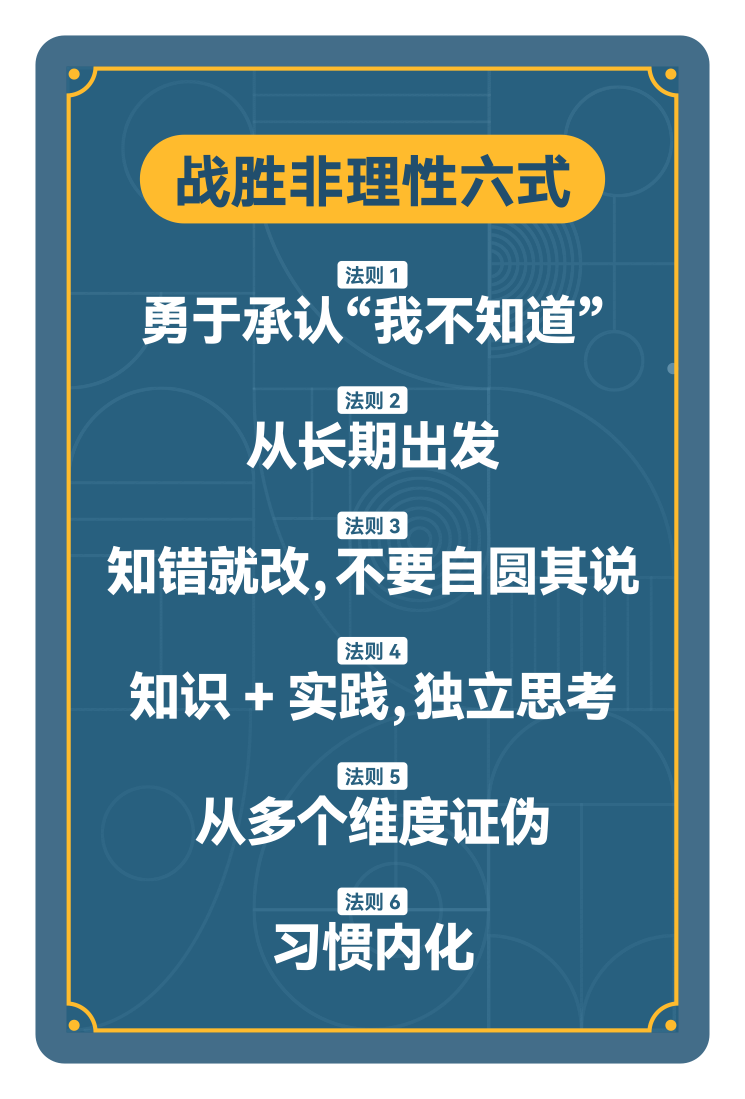 战胜非理性六式
法则 1
勇于承认“我不知道”
法则 2
从长期出发
法则 3
知错就改，不要自圆其说
法则 4
知识 + 实践，独立思考
法则 5
从多个维度证伪
法则 6
习惯内化